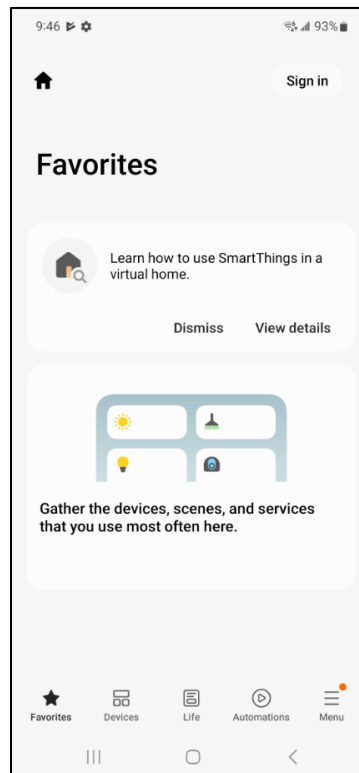 9:46 93%
Sign in
Favorites
Learn how to use SmartThings in a
virtual home.
Dismiss View details
Gather the devices, scenes, and services
that you use most often here.
Favorites Devices Life Automations Menu